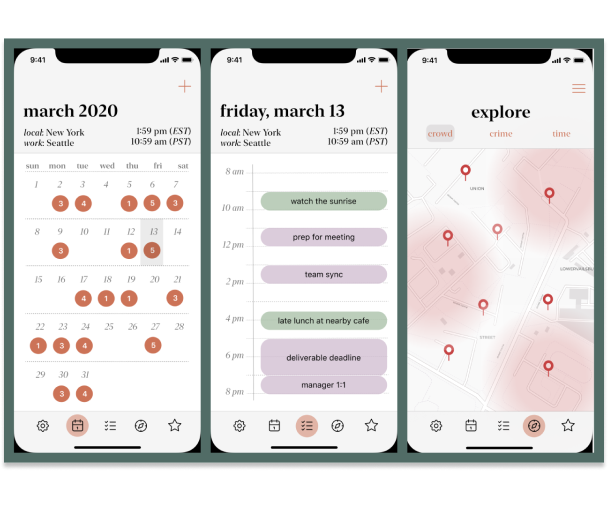 9:41
march 2020
local: New York 1:59 pm (EST)
work: Seattle 10:59 am (PST)
sun mon tue wed thu fri sat
1 2 3 4 5 6 7
3 4 1 5 3
8 9 10 11 12 13 14
3 1 5
15 16 17 18 19 20 21
4 1 1 3
22 23 24 25 26 27 28
1 3 4 5
29 30 31
3 4
9:41
friday, march 13
local: New York 1:59 pm (EST)
work: Seattle 10:59 am (PST)
8 am
watch the sunrise
10 am
prep for meeting
12 pm
team sync
2 pm
4 pm
late lunch at nearby cafe
6 pm
deliverable deadline
manager 1:1
8 pm
9:41
explore
crowd crime time
UNION
STREET